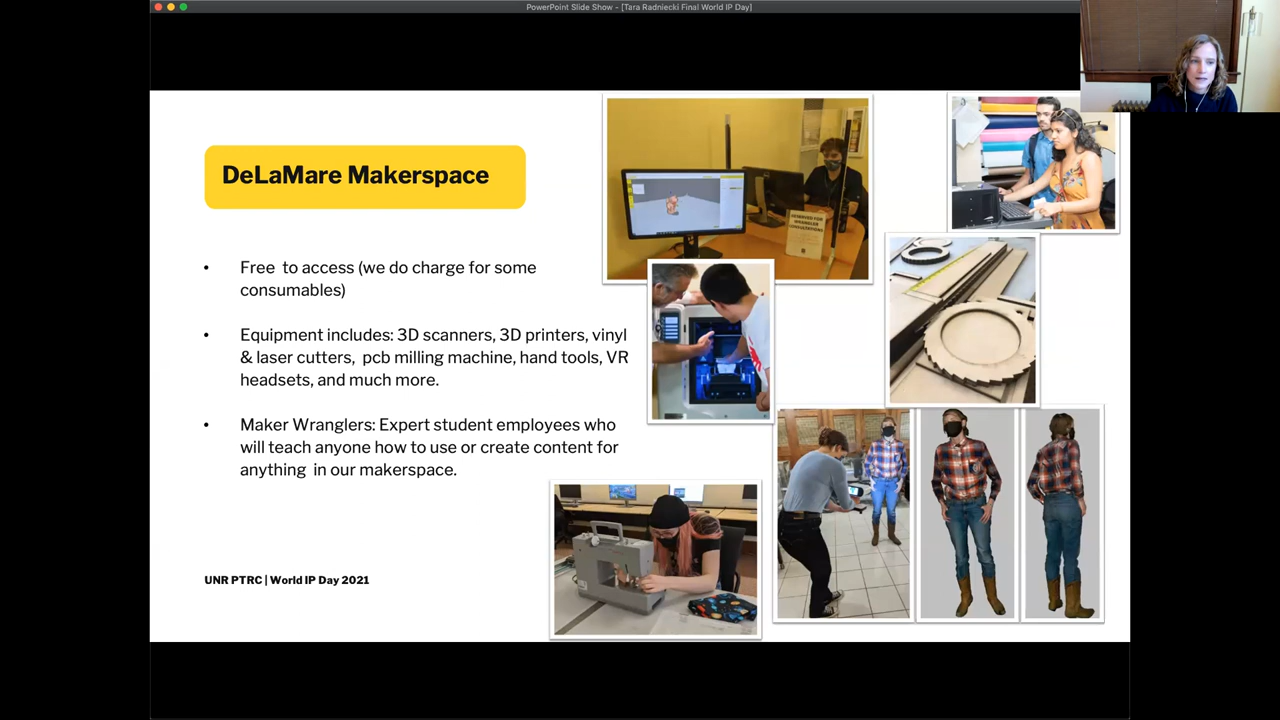 PowerPoint Slide Show - [Tara Radniecki Final World IP Day]
DeLaMare Makerspace
• Free to access (we do charge for some
consumables)
• Equipment includes: 3D scanners, 3D printers, vinyl
& laser cutters, pcb milling machine, hand tools, VR
headsets, and much more.
• Maker Wranglers: Expert student employees who
will teach anyone how to use or create content for
anything in our makerspace.
UNR PTRC | World IP Day 2021